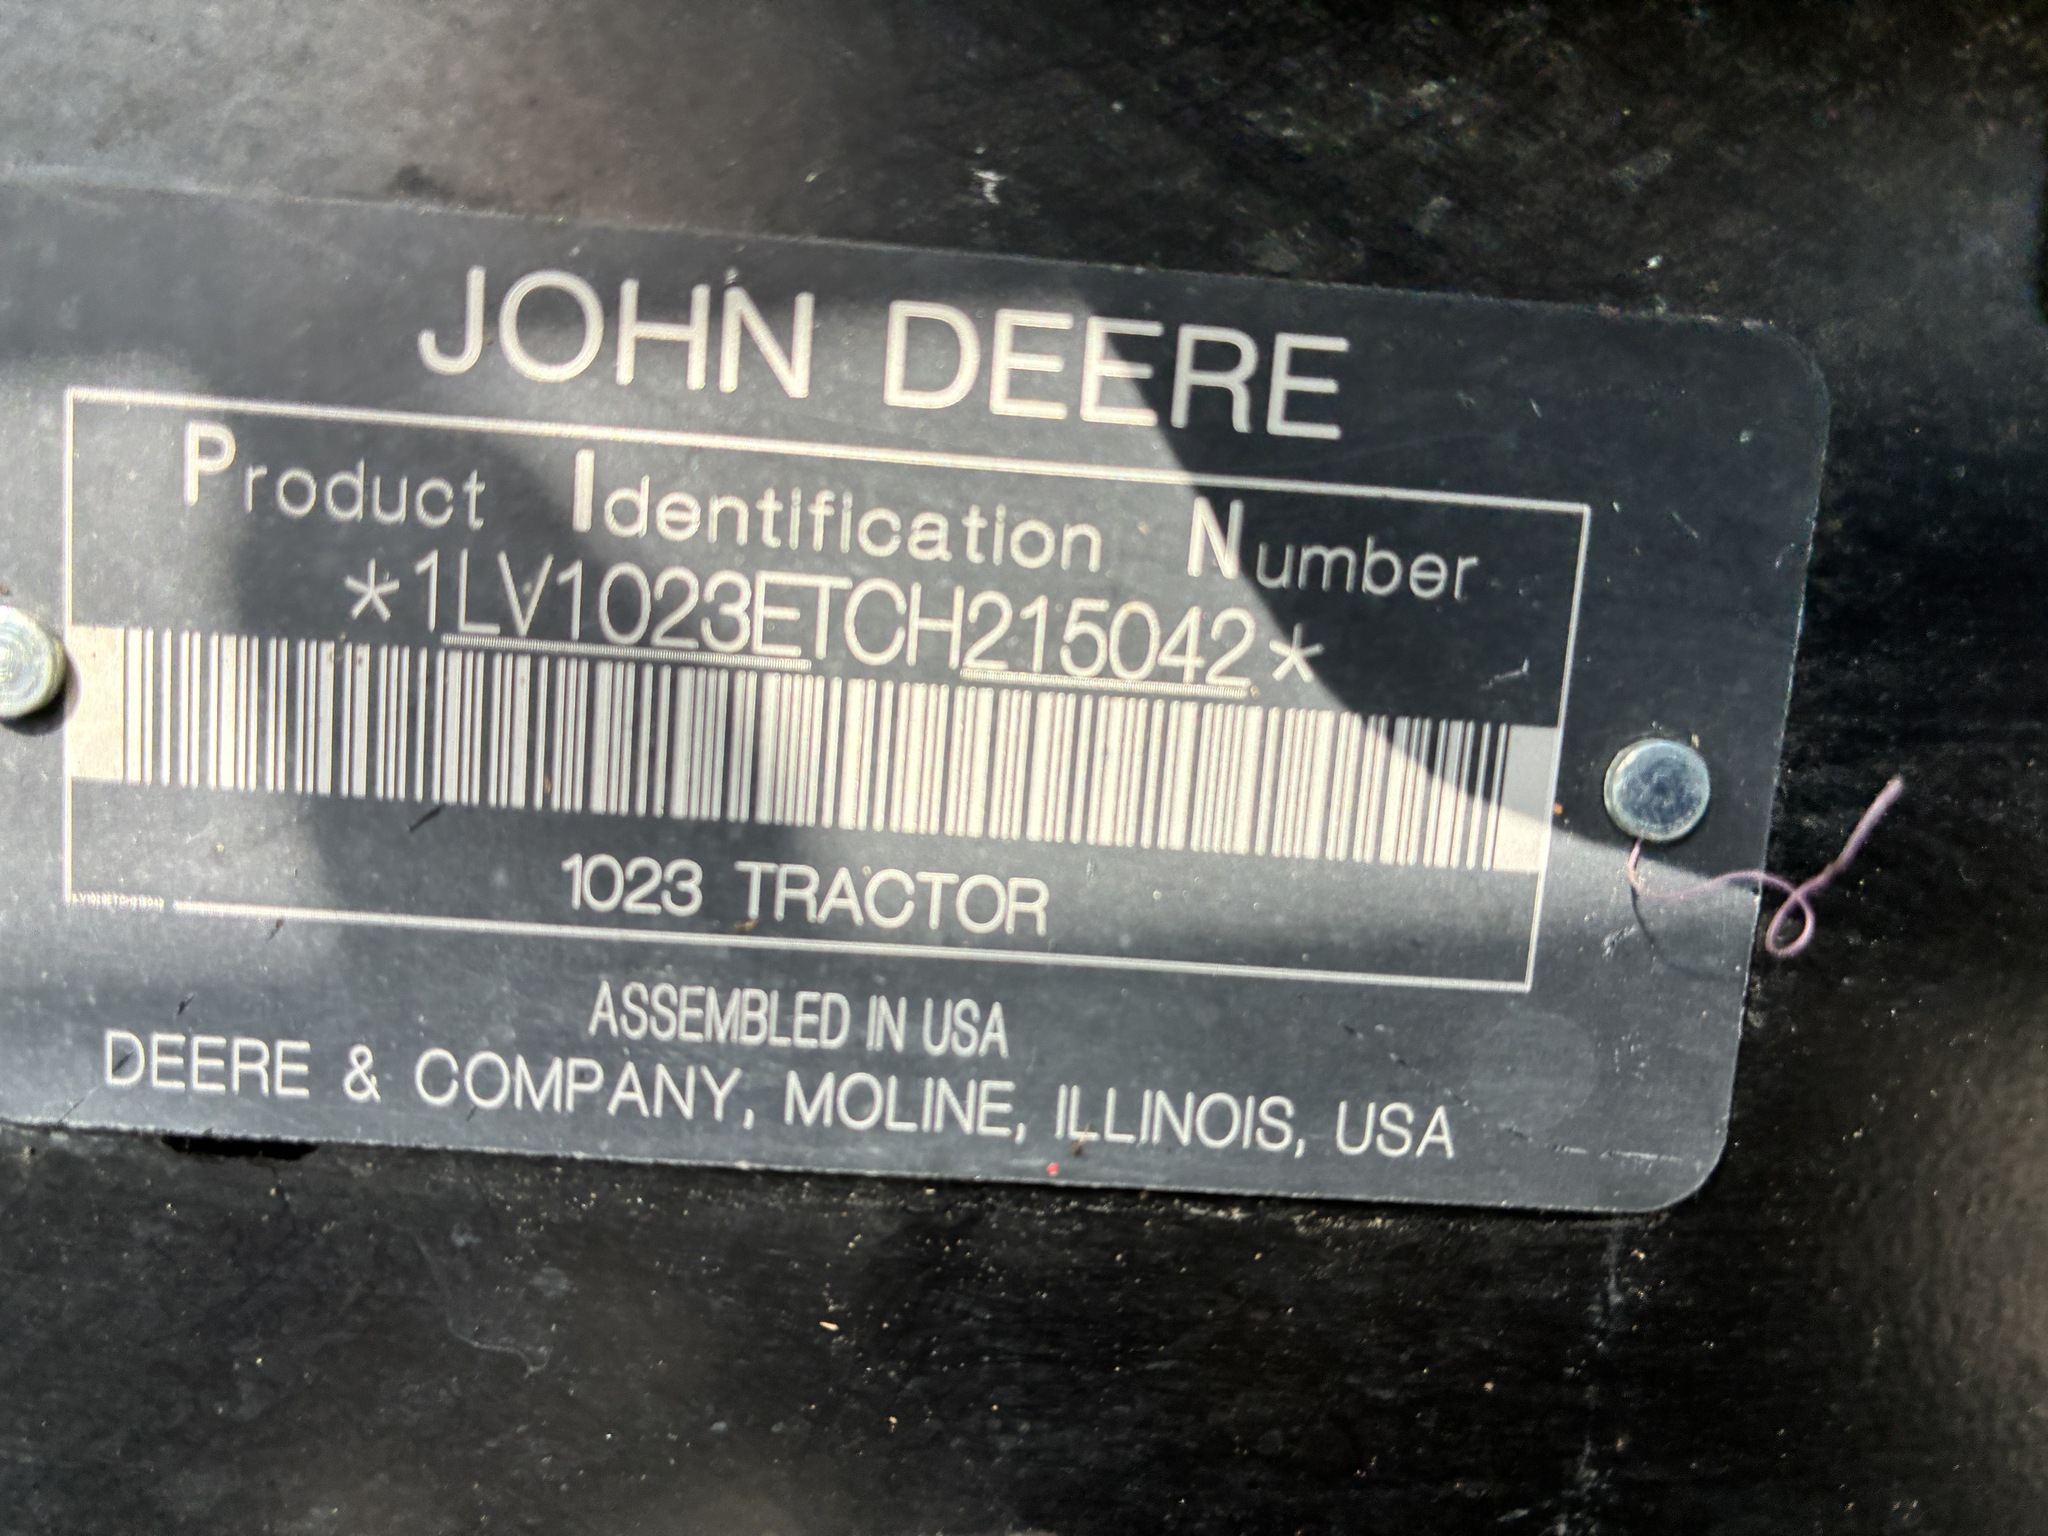 JOHN DEERE
Product Identification Number
*1LV1023ETCH215042*
1023 TRACTOR
ASSEMBLED IN USA
DEERE & COMPANY, MOLINE, ILLINOIS, USA